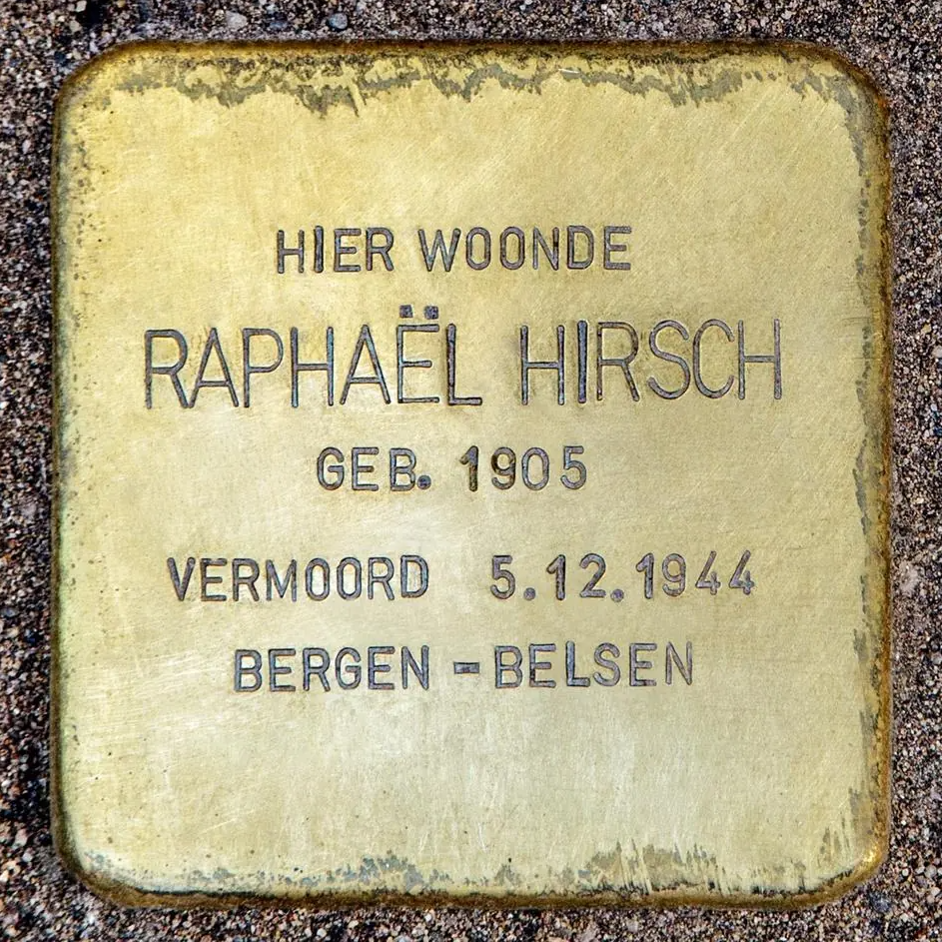 HIER WOONDE
RAPHAËL HIRSCH
GEB. 1905
VERMOORD 5.12.1944
BERGEN - BELSEN